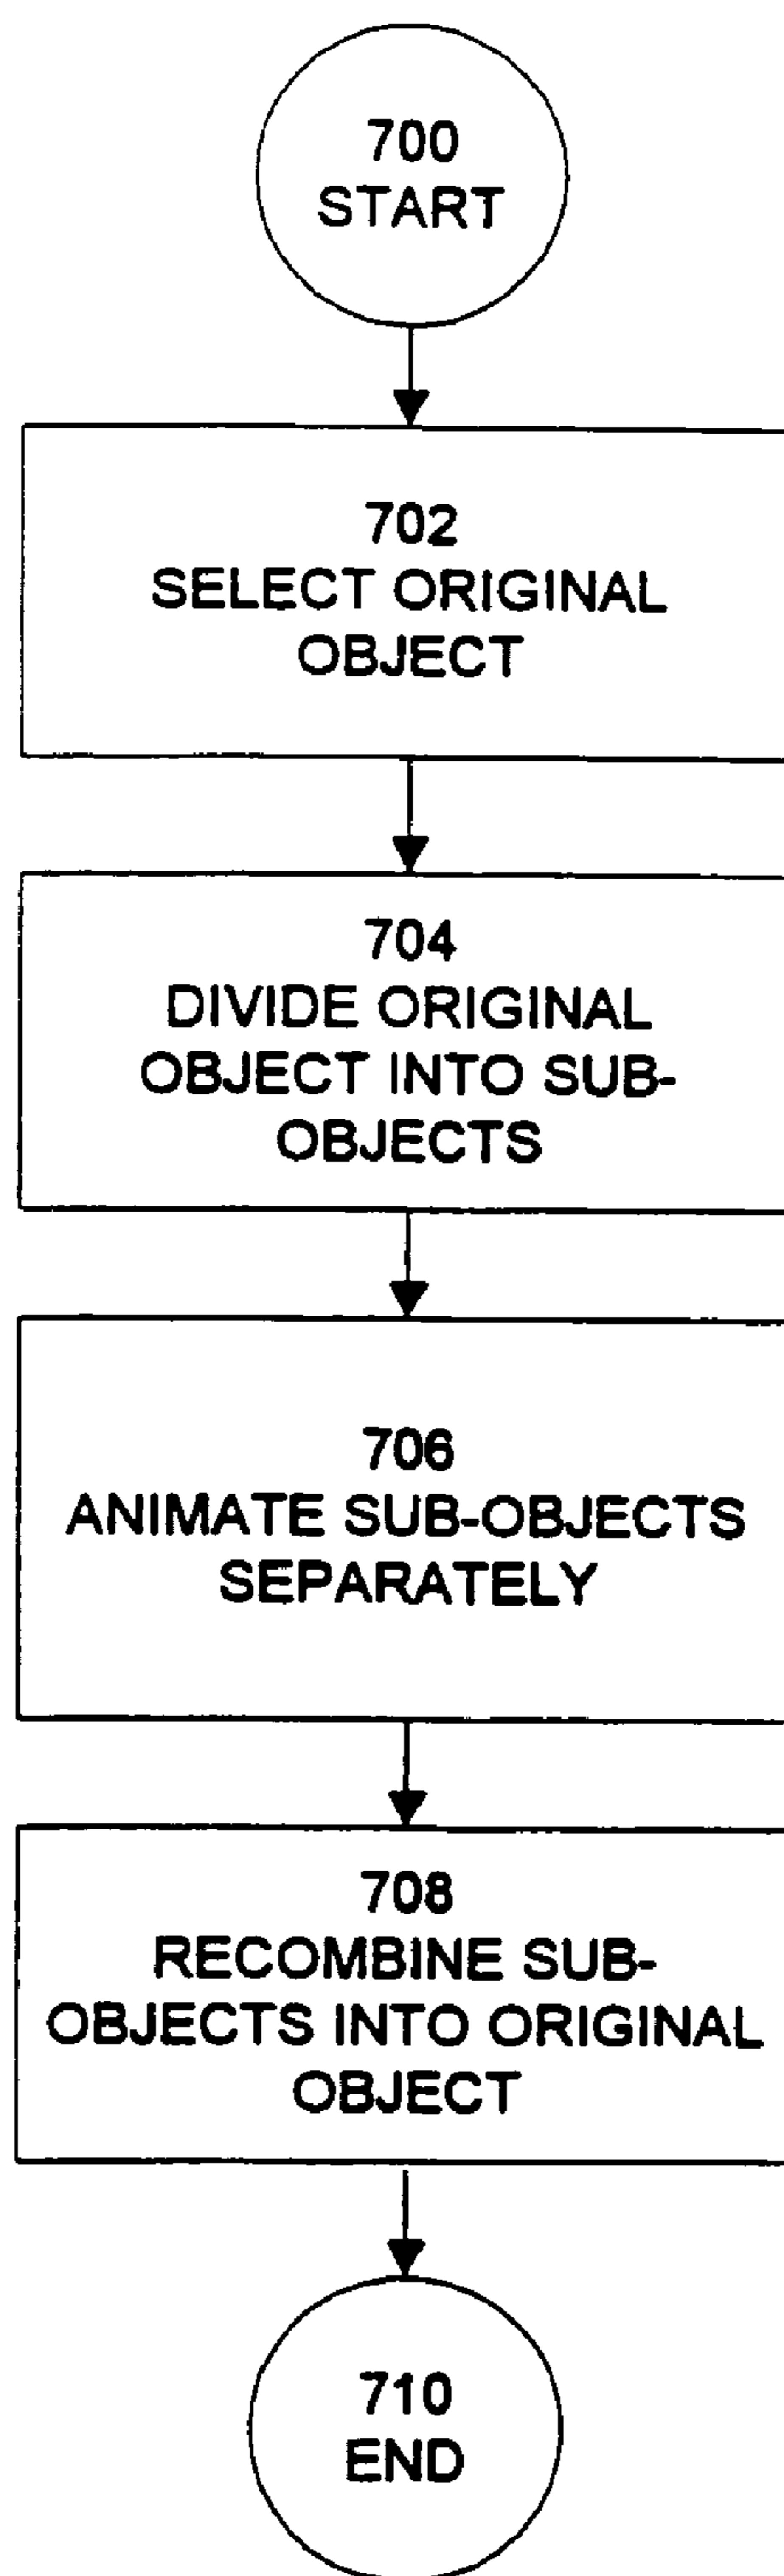 700
START
702
SELECT ORIGINAL
OBJECT
704
DIVIDE ORIGINAL
OBJECT INTO SUB-
OBJECTS
706
ANIMATE SUB-OBJECTS
SEPARATELY
708
RECOMBINE SUB-
OBJECTS INTO ORIGINAL
OBJECT
710
END